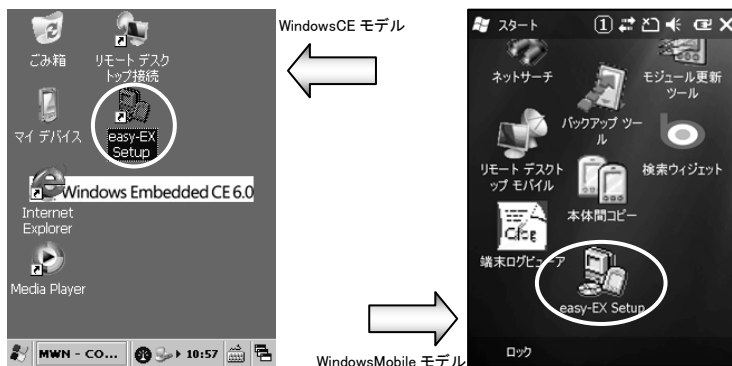 WindowsCE モデル
ごみ箱
リモート デスク
トップ接続
マイ デバイス
easy-EX
Setup
Windows Embedded CE 6.0
Internet
Explorer
Media Player
MWN - CO...
10:57
スタート
1
ネットサーチ
モジュール更新
ツール
バックアップ ツー
ル
リモート デスクト
ップ モバイル
検索ウィジェット
本体間コピー
Clog
端末ログビューア
easy-EX Setup
ロック
WindowsMobile モデル